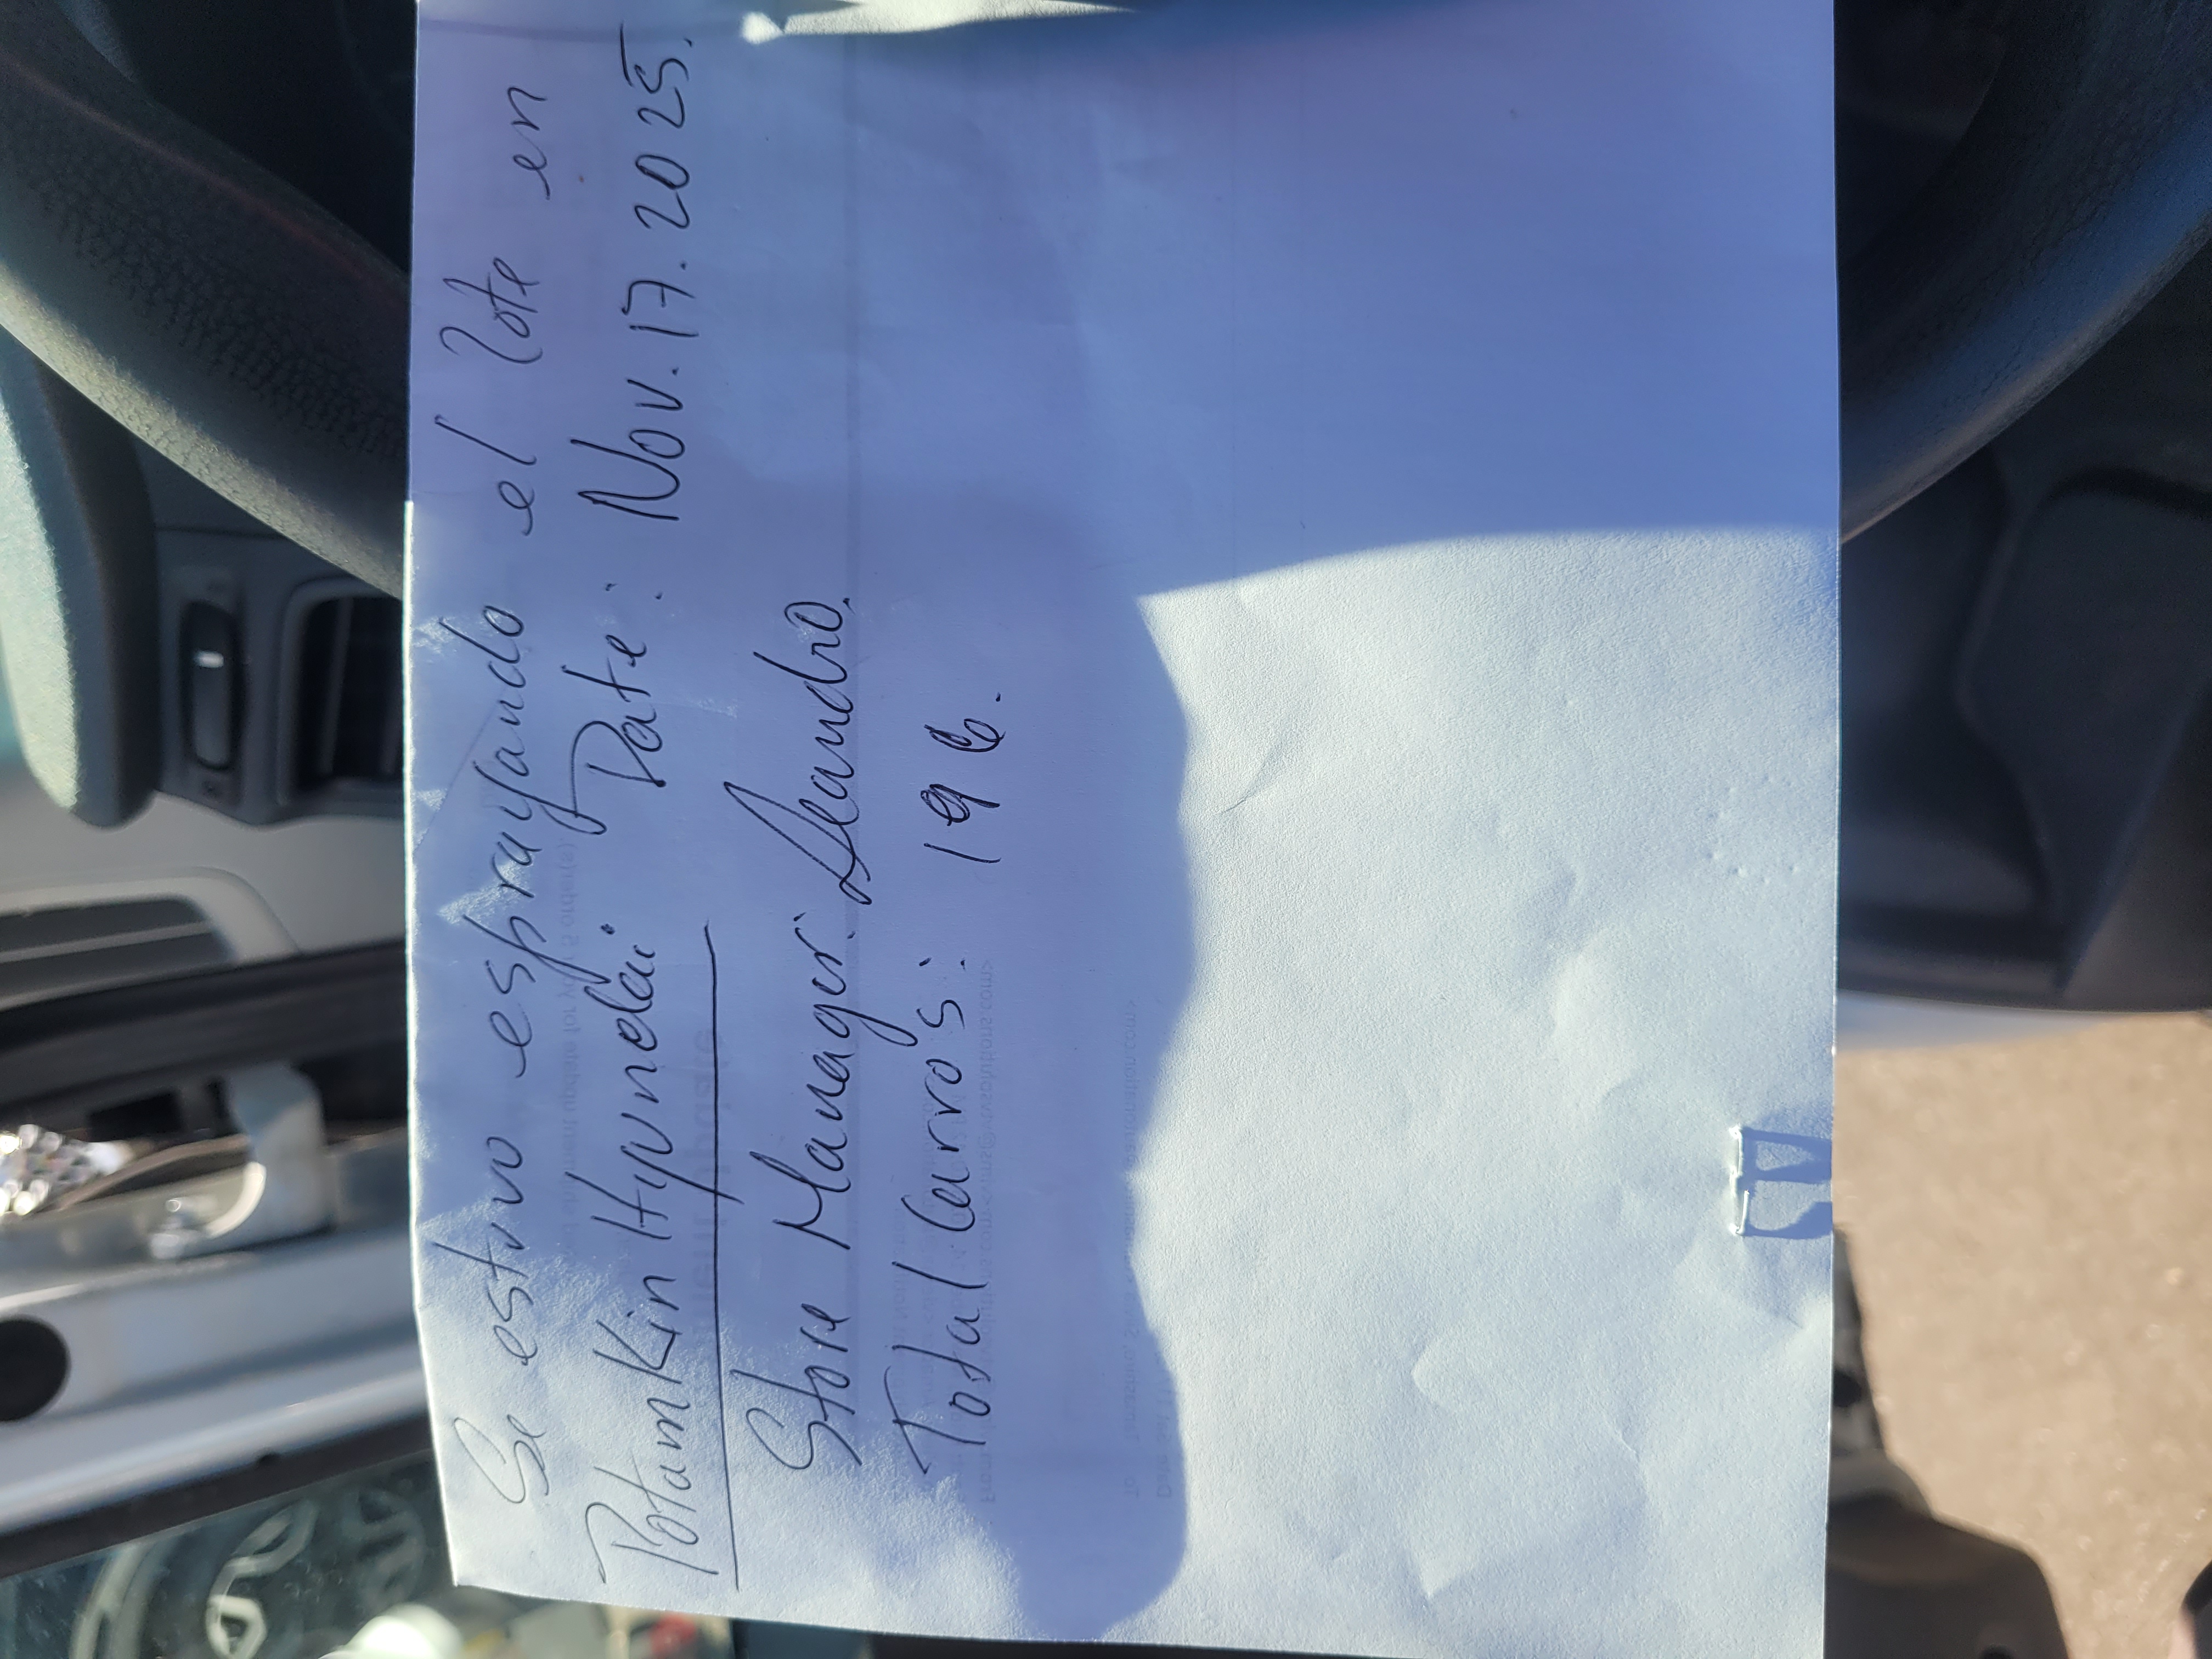 Se estuvo esprayando el lote en
Potamkin Hyundai Date: Nov. 17. 2025.
Store Manager: Leandro.
Total Carros: 196.